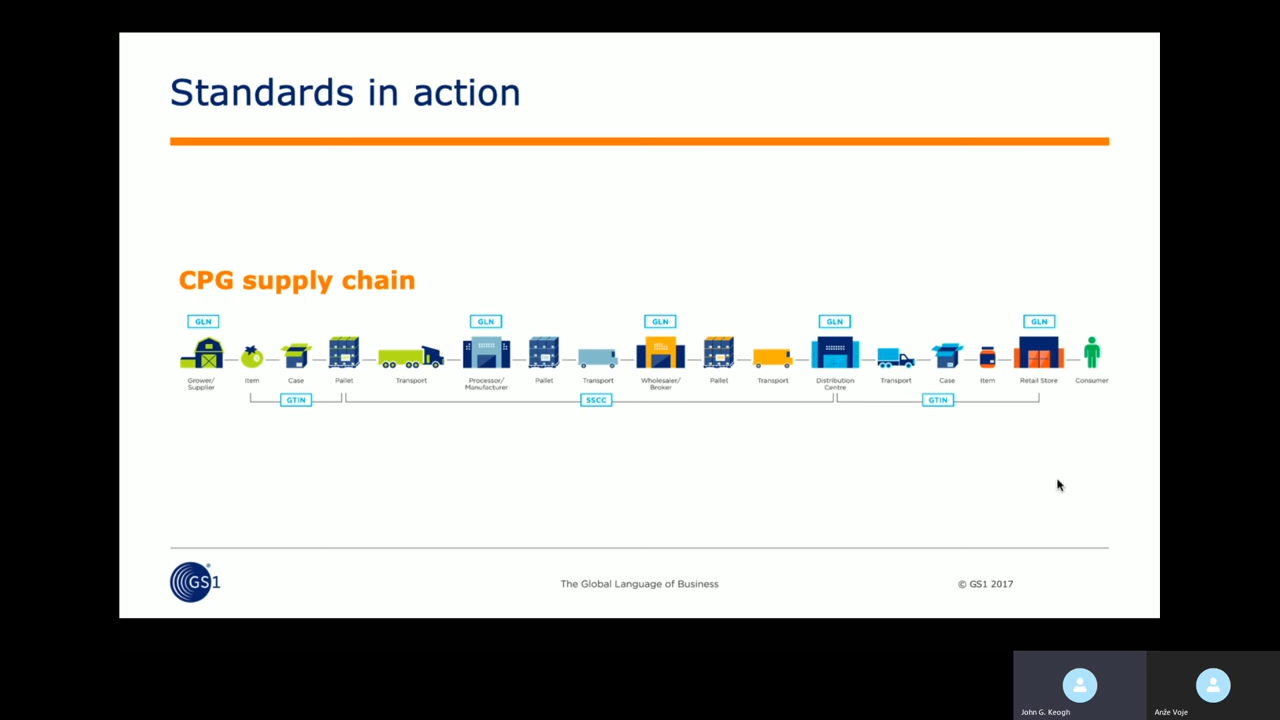 Standards in action
CPG supply chain
GLN
GLN
GLN
GLN
GLN
Grower/
Supplier
Item
Case
Pallet
Transport
Processor/
Manufacturer
Pallet
Transport
Wholesaler/
Broker
Pallet
Transport
Distribution
Centre
Transport
Case
Item
Retail Store
Consumer
GTIN
SSCC
GTIN
GS1
The Global Language of Business
© GS1 2017
John G. Keogh
Anže Voje